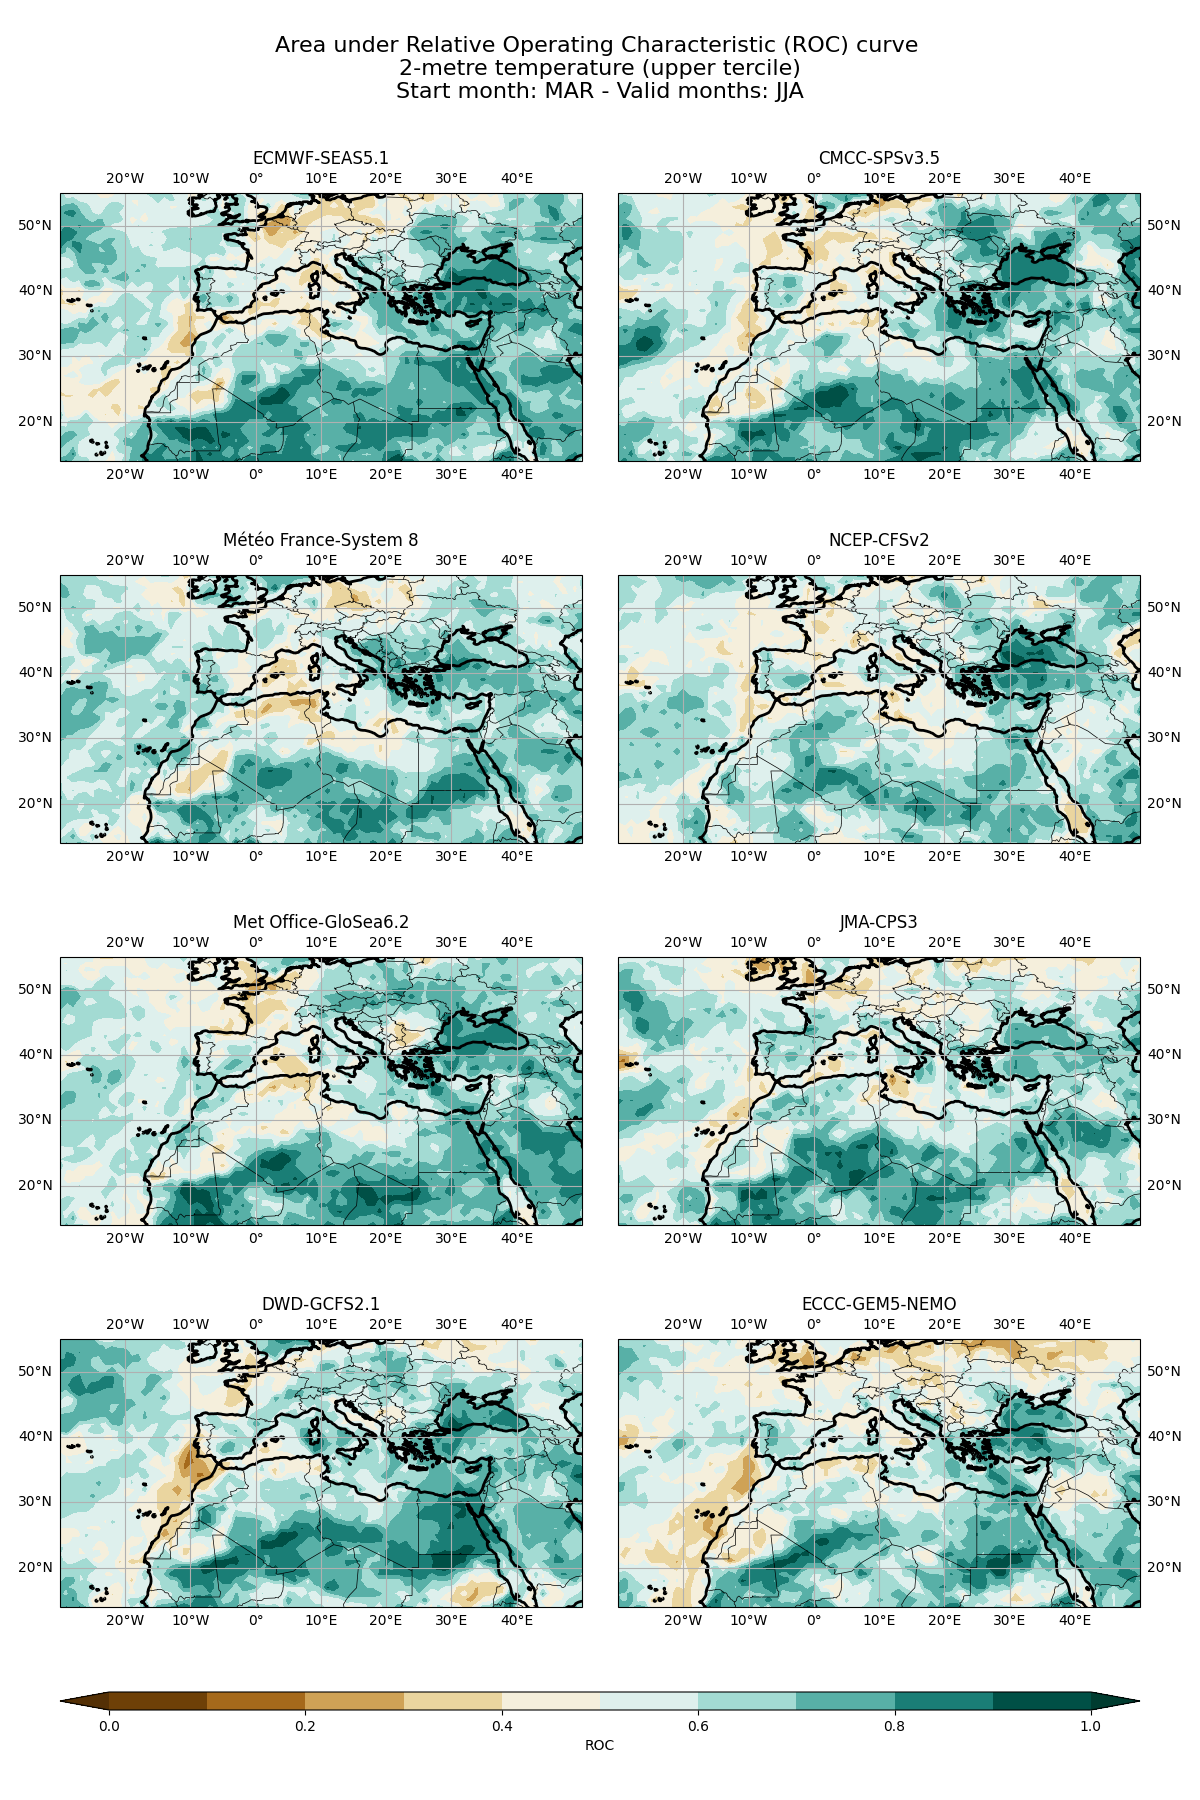 Area under Relative Operating Characteristic (ROC) curve
2-metre temperature (upper tercile)
Start month: MAR - Valid months: JJA
ECMWF-SEAS5.1
20°W 10°W 0° 10°E 20°E 30°E 40°E
50°N
40°N
30°N
20°N
20°W 10°W 0° 10°E 20°E 30°E 40°E
CMCC-SPSv3.5
20°W 10°W 0° 10°E 20°E 30°E 40°E
50°N
40°N
30°N
20°N
20°W 10°W 0° 10°E 20°E 30°E 40°E
Météo France-System 8
20°W 10°W 0° 10°E 20°E 30°E 40°E
50°N
40°N
30°N
20°N
20°W 10°W 0° 10°E 20°E 30°E 40°E
NCEP-CFSv2
20°W 10°W 0° 10°E 20°E 30°E 40°E
50°N
40°N
30°N
20°N
20°W 10°W 0° 10°E 20°E 30°E 40°E
Met Office-GloSea6.2
20°W 10°W 0° 10°E 20°E 30°E 40°E
50°N
40°N
30°N
20°N
20°W 10°W 0° 10°E 20°E 30°E 40°E
JMA-CPS3
20°W 10°W 0° 10°E 20°E 30°E 40°E
50°N
40°N
30°N
20°N
20°W 10°W 0° 10°E 20°E 30°E 40°E
DWD-GCFS2.1
20°W 10°W 0° 10°E 20°E 30°E 40°E
50°N
40°N
30°N
20°N
20°W 10°W 0° 10°E 20°E 30°E 40°E
ECCC-GEM5-NEMO
20°W 10°W 0° 10°E 20°E 30°E 40°E
50°N
40°N
30°N
20°N
20°W 10°W 0° 10°E 20°E 30°E 40°E
0.0 0.2 0.4 0.6 0.8 1.0
ROC